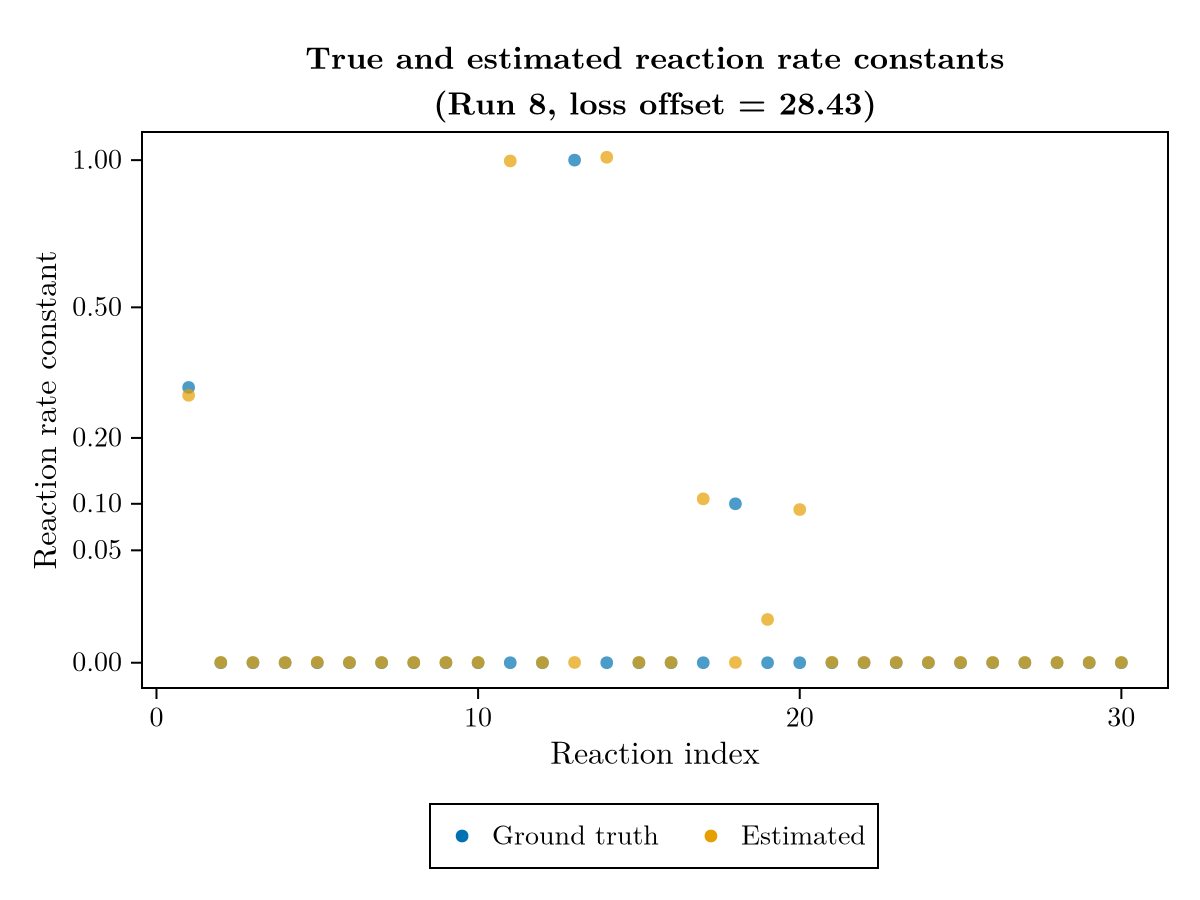 True and estimated reaction rate constants
(Run 8, loss offset = 28.43)
Reaction rate constant
1.00
0.50
0.20
0.10
0.05
0.00
0 10 20 30
Reaction index
Ground truth Estimated